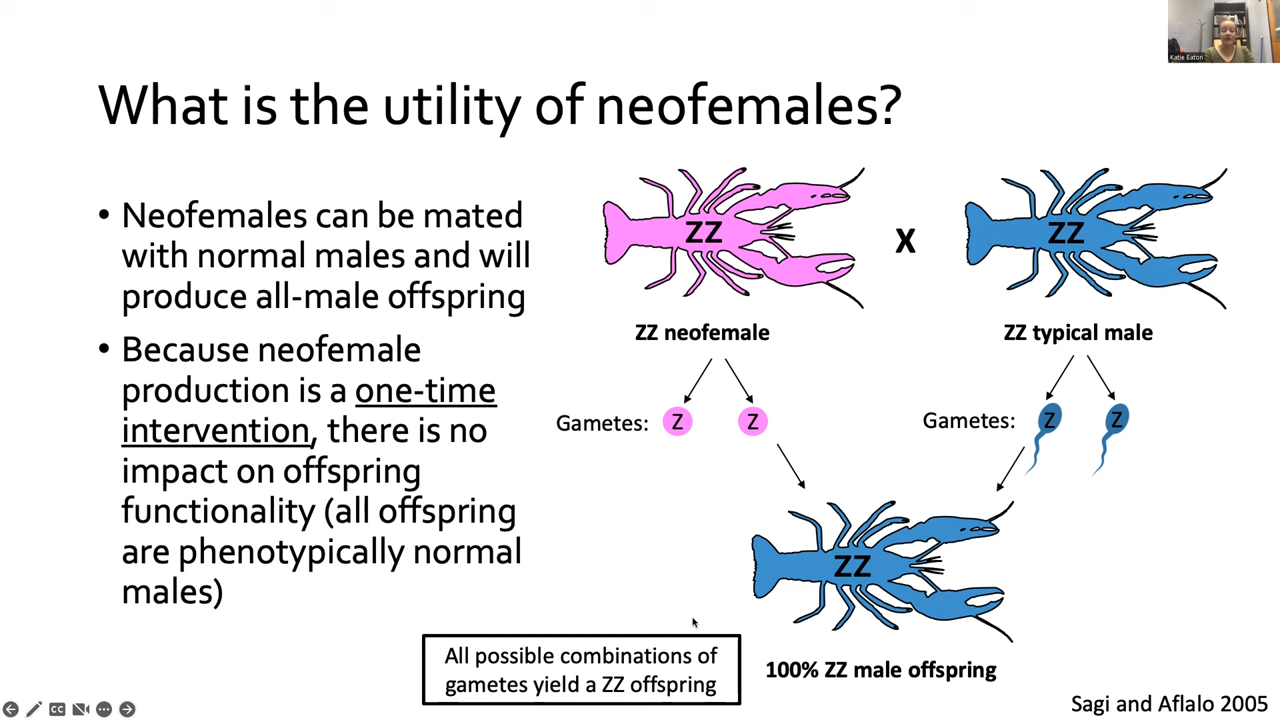 Katie Eaton
What is the utility of neofemales?
• Neofemales can be mated
with normal males and will
produce all-male offspring
• Because neofemale
production is a one-time
intervention, there is no
impact on offspring
functionality (all offspring
are phenotypically normal
males)
ZZ
X
ZZ
ZZ neofemale
ZZ typical male
Gametes: Z Z
Gametes: Z Z
ZZ
All possible combinations of
gametes yield a ZZ offspring
100% ZZ male offspring
Sagi and Aflalo 2005
CC